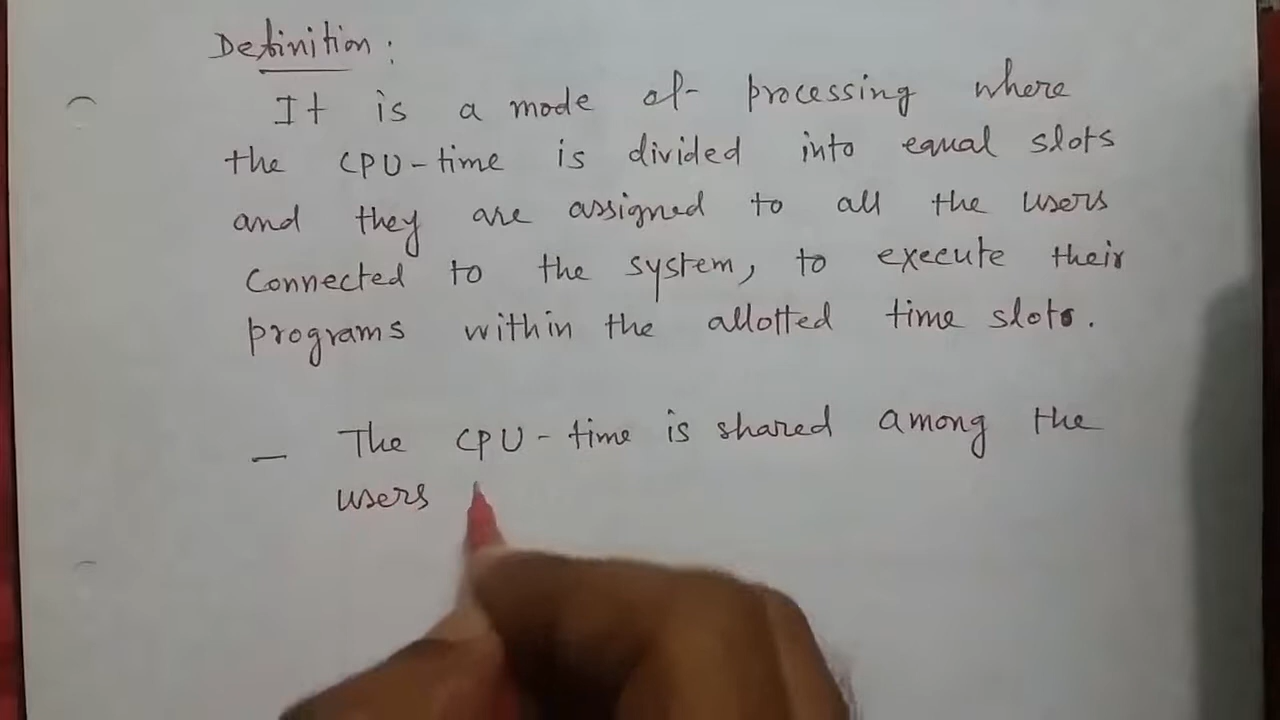 Definition :
It is a mode of processing where
the CPU-time is divided into equal slots
and they are assigned to all the users
Connected to the system, to execute their
programs within the allotted time slots.
– The CPU-time is shared among the
users